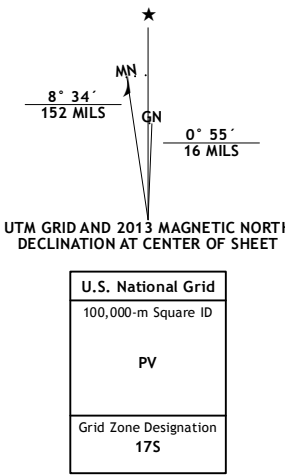 ★
MN
GN
8° 34´
152 MILS
0° 55´
16 MILS
UTM GRID AND 2013 MAGNETIC NORTH
DECLINATION AT CENTER OF SHEET
U.S. National Grid
100,000-m Square ID
PV
Grid Zone Designation
17S